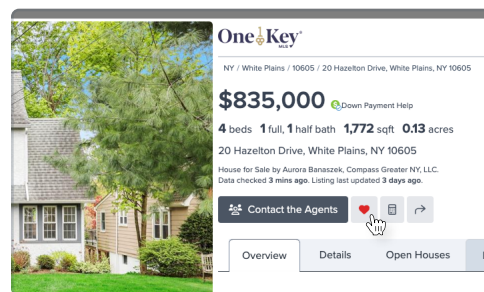 One Key®
MLS
NY / White Plains / 10605 / 20 Hazelton Drive, White Plains, NY 10605
$835,000 Down Payment Help
4 beds 1 full, 1 half bath 1,772 sqft 0.13 acres
20 Hazelton Drive, White Plains, NY 10605
House for Sale by Aurora Banaszek, Compass Greater NY, LLC.
Data checked 3 mins ago. Listing last updated 3 days ago.
Contact the Agents
Overview Details Open Houses